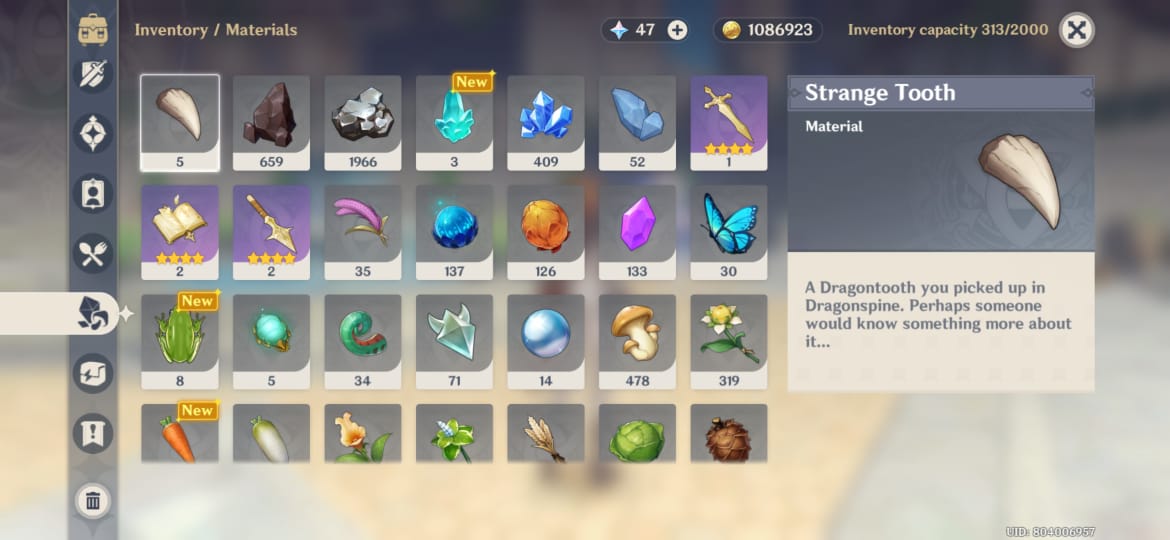 Inventory / Materials
47
1086923
Inventory capacity 313/2000
New
5
659
1966
3
409
52
1
2
2
35
137
126
133
30
New
8
5
34
71
14
478
319
New
Strange Tooth
Material
A Dragontooth you picked up in
Dragonspine. Perhaps someone
would know something more about
it...
UID: 804006957